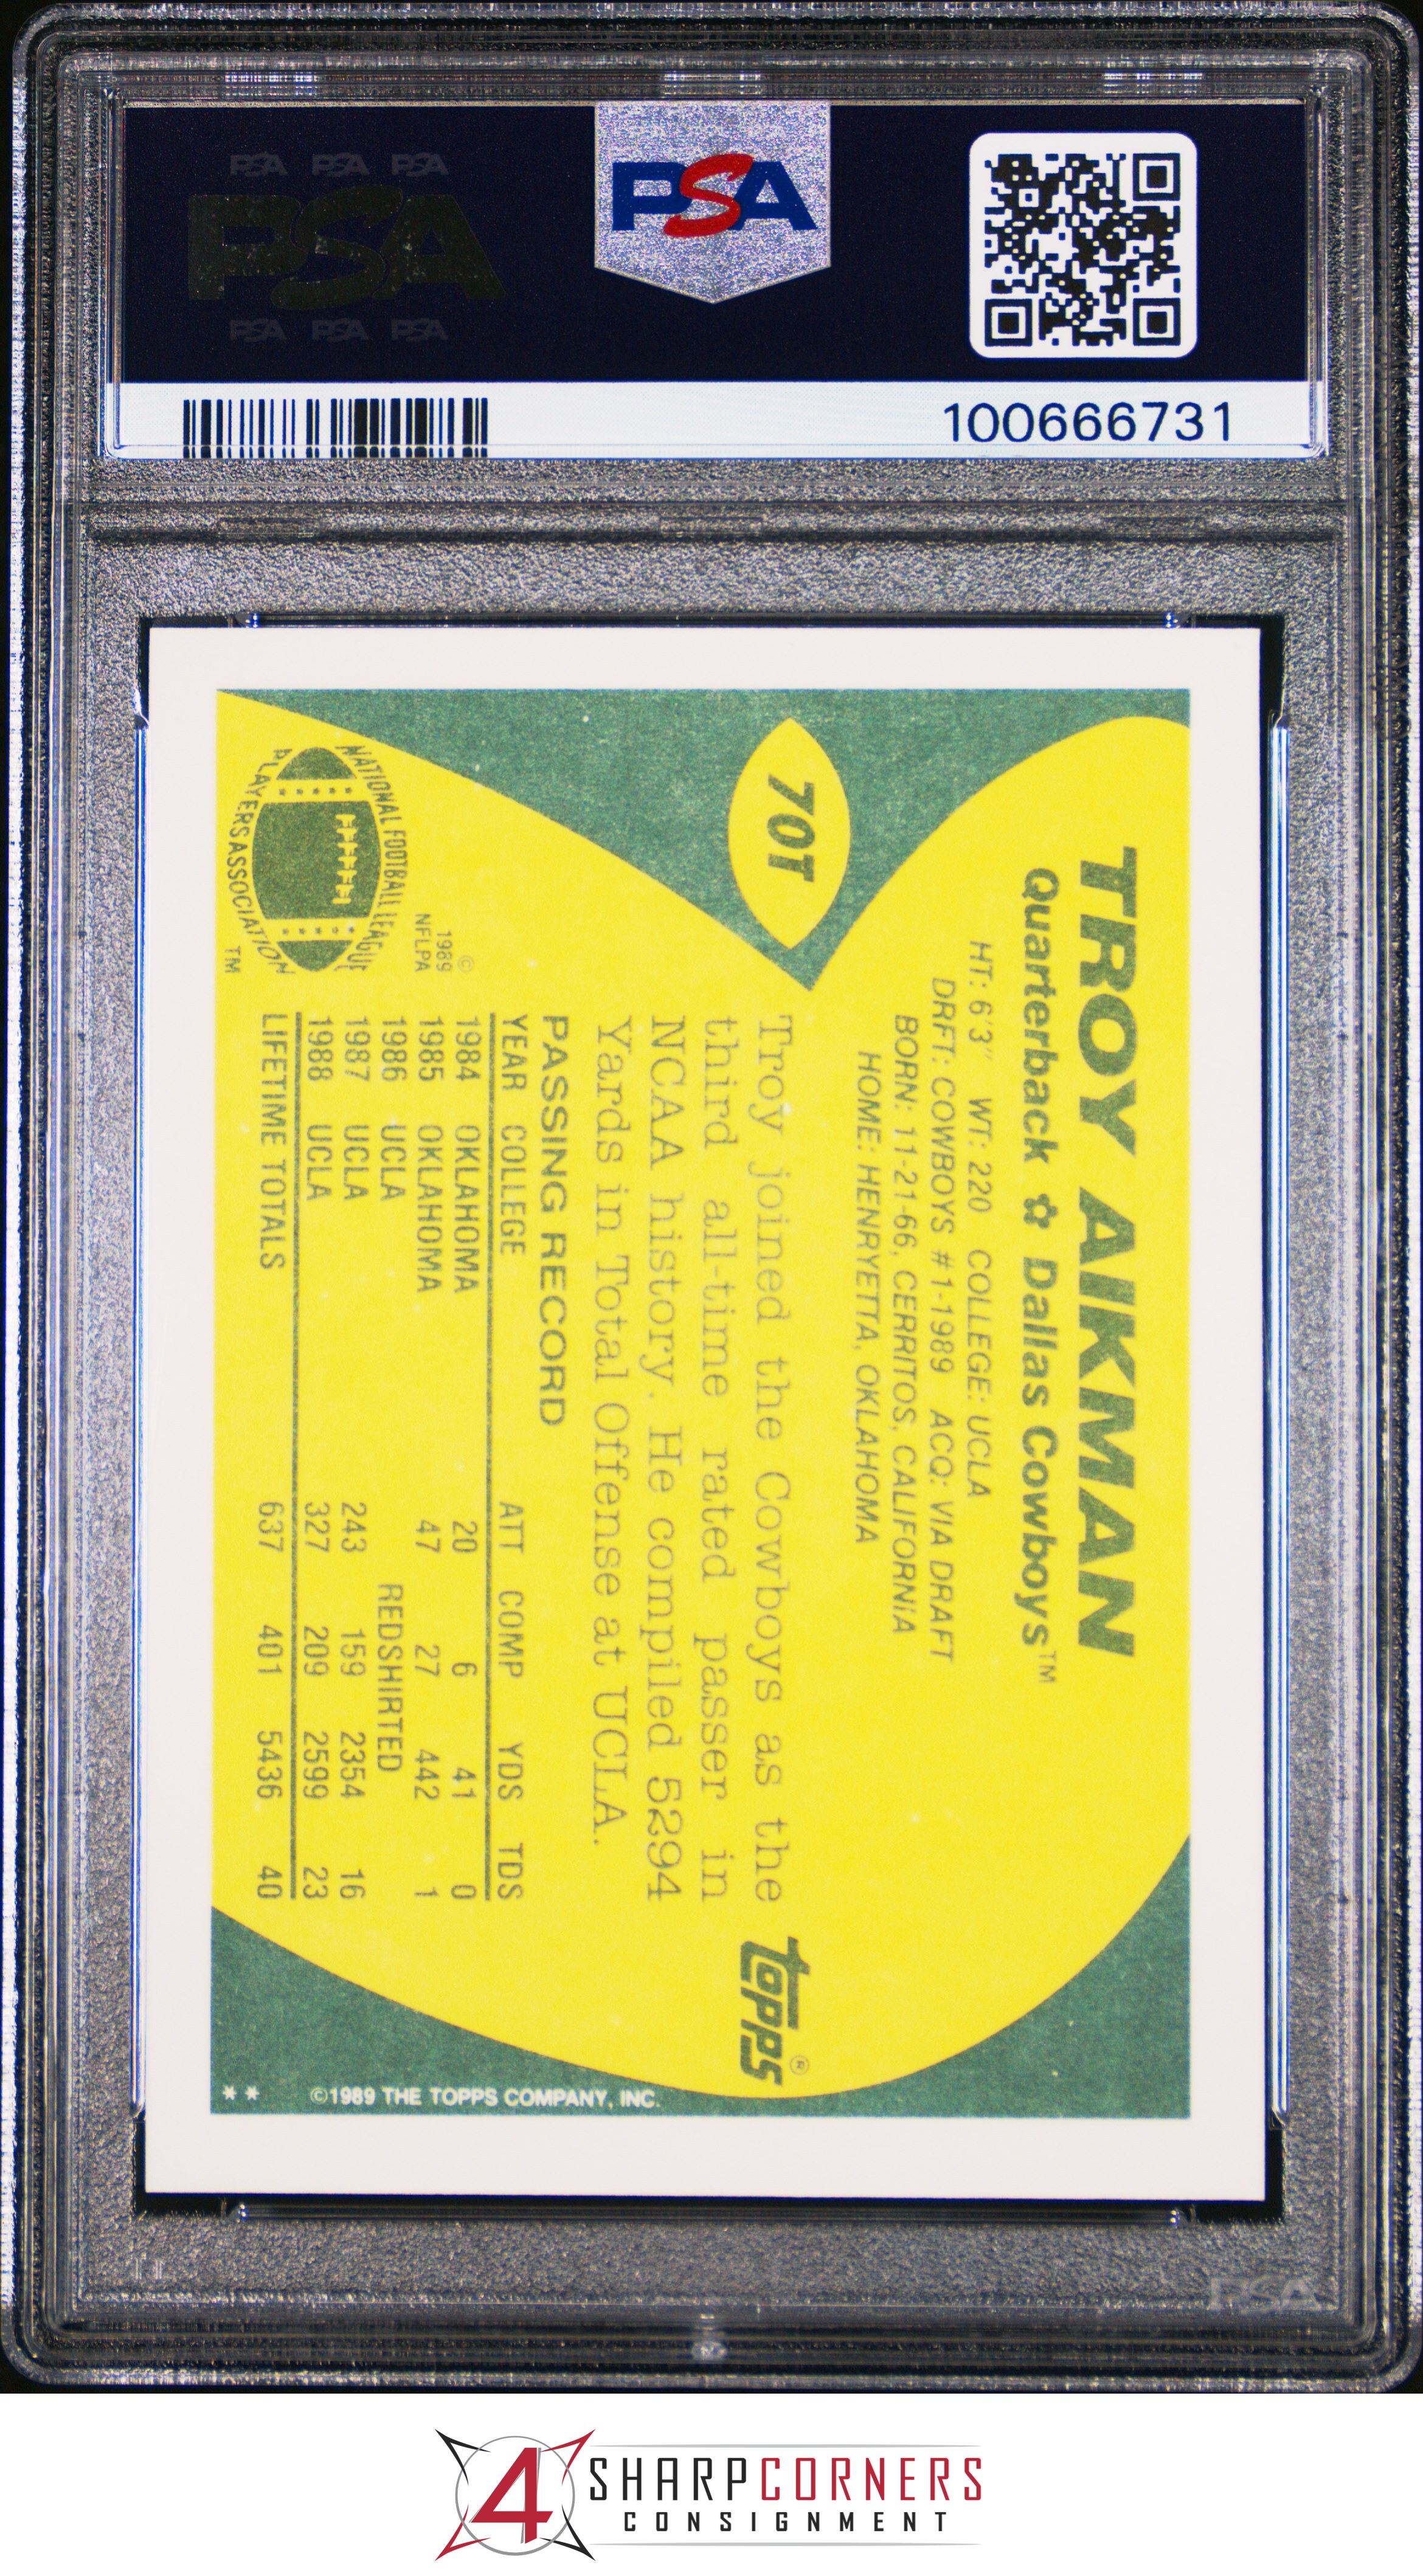 PSA PSA PSA
PSA
PSA PSA PSA
PSA
100666731
70T
TROY AIKMAN
Quarterback ✿ Dallas Cowboys™
HT: 6'3" WT: 220 COLLEGE: UCLA
DRFT: COWBOYS #1-1989 ACQ: VIA DRAFT
BORN: 11-21-66, CERRITOS, CALIFORNIA
HOME: HENRYETTA, OKLAHOMA
Troy joined the Cowboys as the
third all-time rated passer in
NCAA history. He compiled 5294
Yards in Total Offense at UCLA.
PASSING RECORD
YEAR COLLEGE ATT COMP YDS TDS
1984 OKLAHOMA 20 6 41 0
1985 OKLAHOMA 47 27 442 1
1986 UCLA REDSHIRTED
1987 UCLA 243 159 2354 16
1988 UCLA 327 209 2599 23
LIFETIME TOTALS 637 401 5436 40
©
1989
NFLPA
NATIONAL FOOTBALL LEAGUE
PLAYERS ASSOCIATION
TM
topps®
** ©1989 THE TOPPS COMPANY, INC.
PSA
4
SHARPCORNERS
CONSIGNMENT